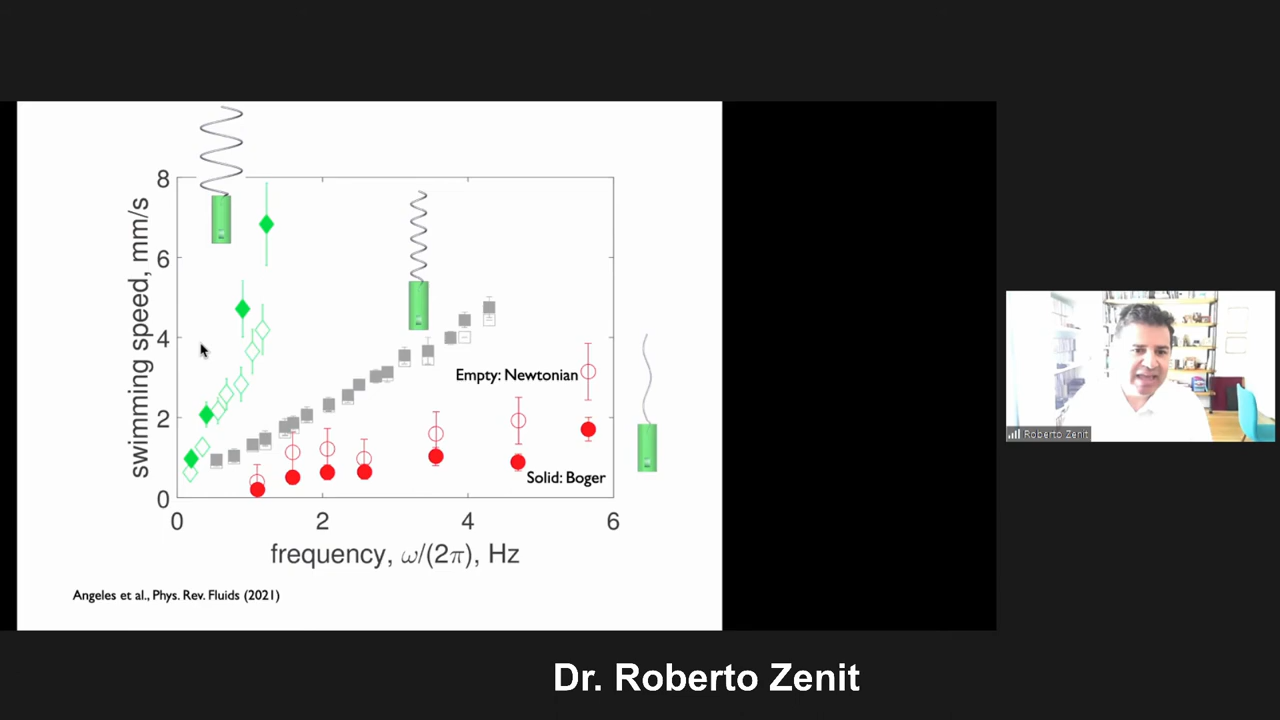 8
6
4
2
0
swimming speed, mm/s
0 2 4 6
frequency, ω/(2π), Hz
Empty: Newtonian
Solid: Boger
Angeles et al., Phys. Rev. Fluids (2021)
Roberto Zenit
Dr. Roberto Zenit